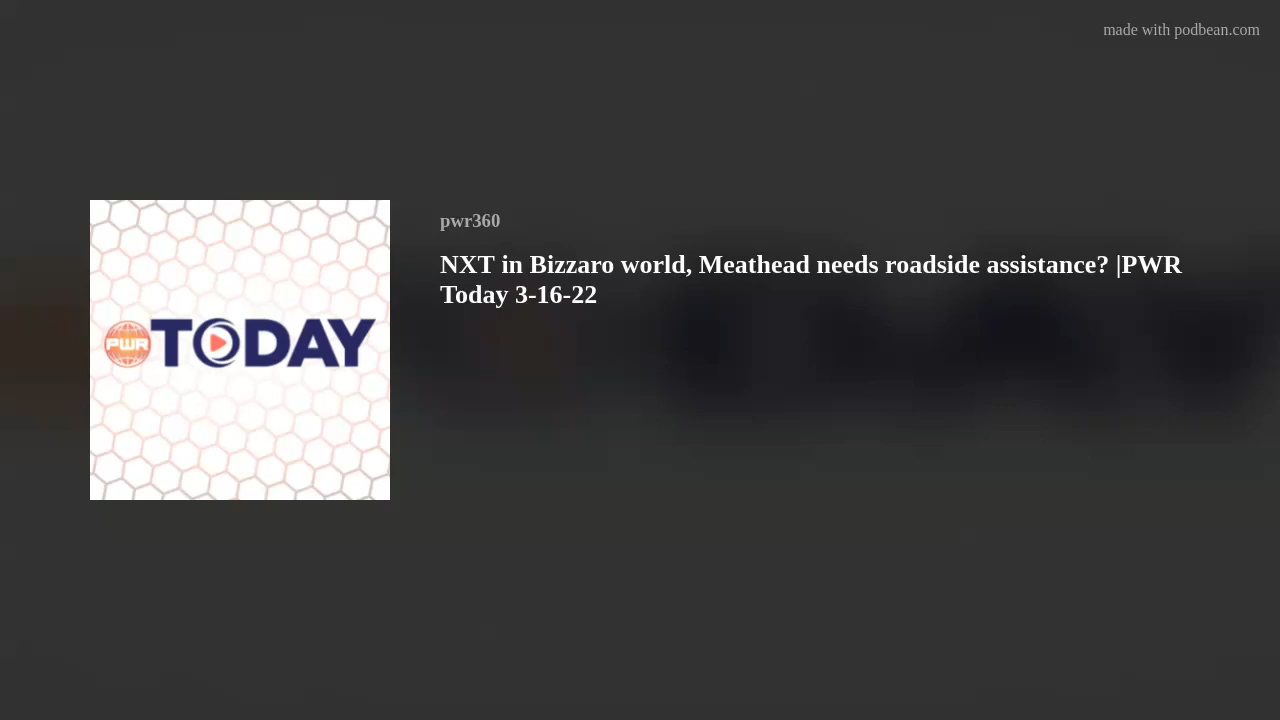 made with podbean.com
pwr360
NXT in Bizzaro world, Meathead needs roadside assistance? |PWR
Today 3-16-22
PWR TODAY